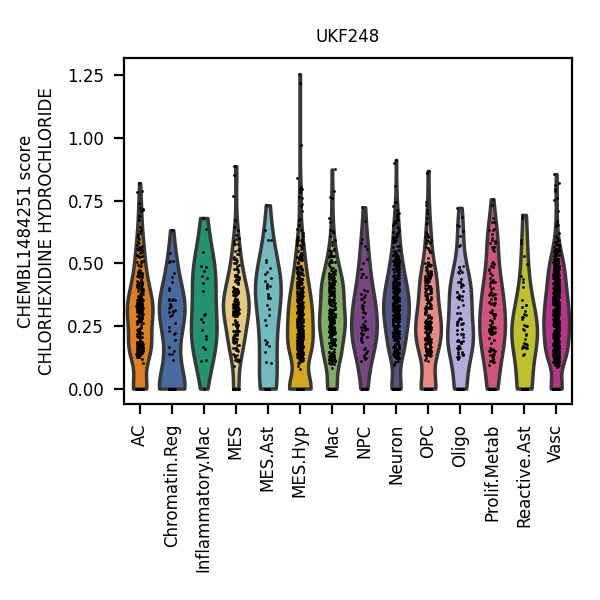 UKF248
CHEMBL1484251 score
CHLORHEXIDINE HYDROCHLORIDE
1.25
1.00
0.75
0.50
0.25
0.00
AC
Chromatin.Reg
Inflammatory.Mac
MES
MES.Ast
MES.Hyp
Mac
NPC
Neuron
OPC
Oligo
Prolif.Metab
Reactive.Ast
Vasc